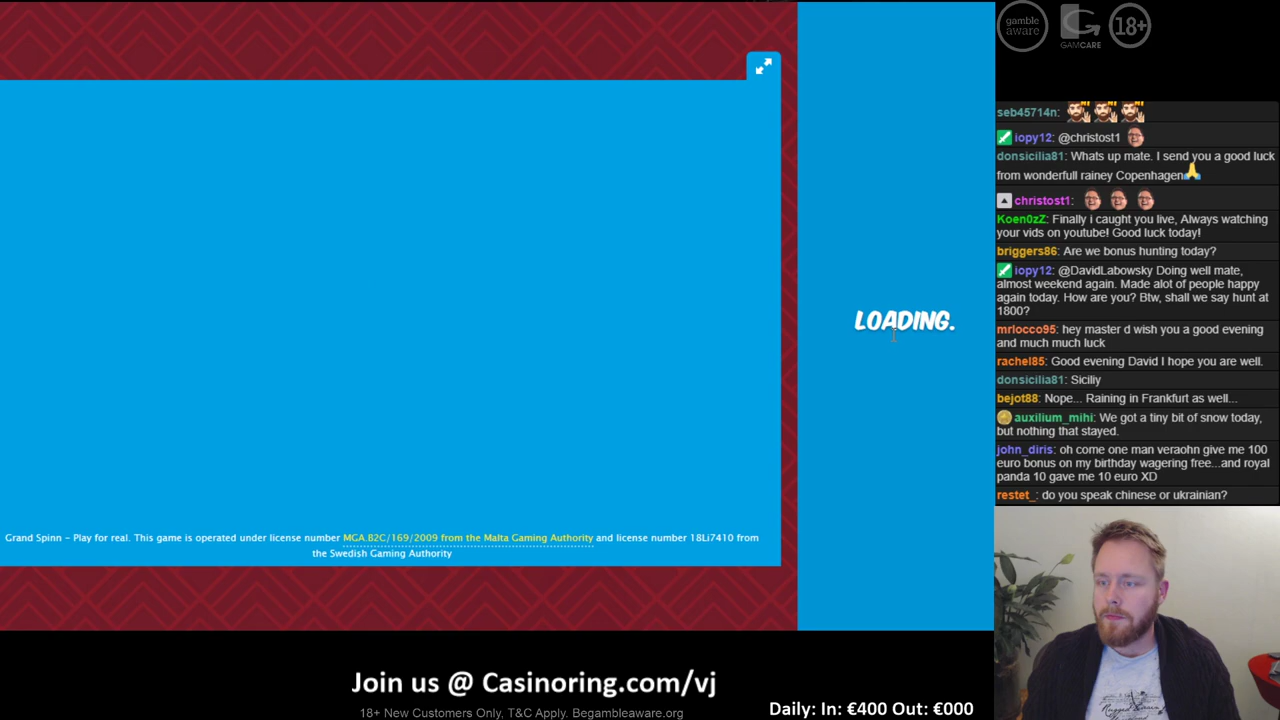 gamble
aware
GAMCARE
18+
seb45714n:
iopy12: @christost1
donsicilia81: Whats up mate. I send you a good luck
from wonderfull rainey Copenhagen
christost1:
Koen0zZ: Finally i caught you live, Always watching
your vids on youtube! Good luck today!
briggers86: Are we bonus hunting today?
iopy12: @DavidLabowsky Doing well mate,
almost weekend again. Made alot of people happy
again today. How are you? Btw, shall we say hunt at
1800?
mrlocco95: hey master d wish you a good evening
and much much luck
rachel85: Good evening David I hope you are well.
donsicilia81: Siciliy
bejot88: Nope... Raining in Frankfurt as well...
auxilium_mihi: We got a tiny bit of snow today,
but nothing that stayed.
john_diris: oh come one man veraohn give me 100
euro bonus on my birthday wagering free...and royal
panda 10 gave me 10 euro XD
restet_: do you speak chinese or ukrainian?
LOADING.
Grand Spinn – Play for real. This game is operated under license number MGA.B2C/169/2009 from the Malta Gaming Authority and license number 18Li7410 from
the Swedish Gaming Authority
Join us @ Casinoring.com/vj
18+ New Customers Only, T&C Apply. Begambleaware.org
Daily: In: €400 Out: €000